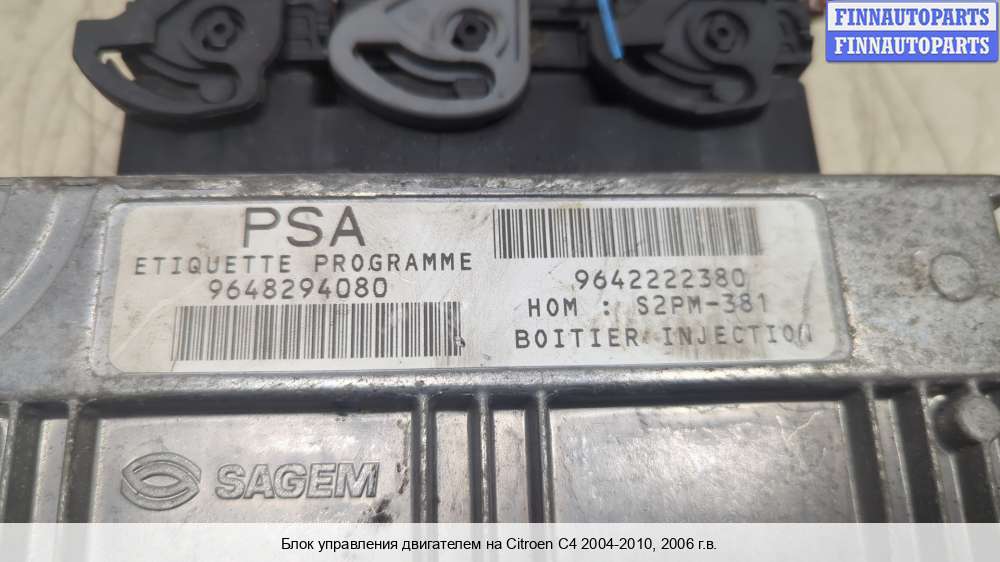 FINNAUTOPARTS
FINNAUTOPARTS
PSA
ETIQUETTE PROGRAMME
9648294080
9642222380
HOM : S2PM-381
BOITIER INJECTION
SAGEM
Блок управления двигателем на Citroen C4 2004-2010, 2006 г.в.